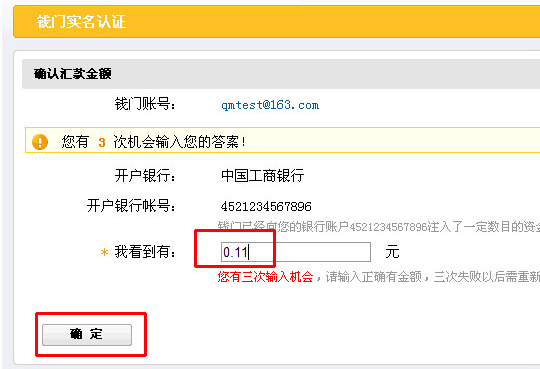 钱门实名认证
确认汇款金额
钱门账号： qmtest@163.com
您有 3 次机会输入您的答案！
开户银行： 中国工商银行
开户银行帐号： 4521234567896
钱门已经向您的银行账户4521234567896注入了一定数目的资金
* 我看到有： 0.11 元
您有三次输入机会，请输入正确有金额，三次失败以后需重新
确 定